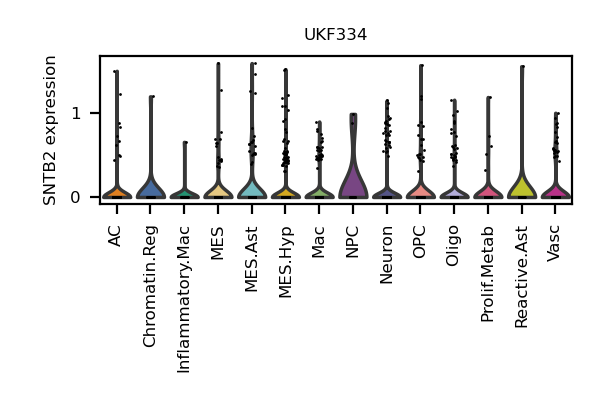 UKF334
SNTB2 expression
1
0
AC
Chromatin.Reg
Inflammatory.Mac
MES
MES.Ast
MES.Hyp
Mac
NPC
Neuron
OPC
Oligo
Prolif.Metab
Reactive.Ast
Vasc